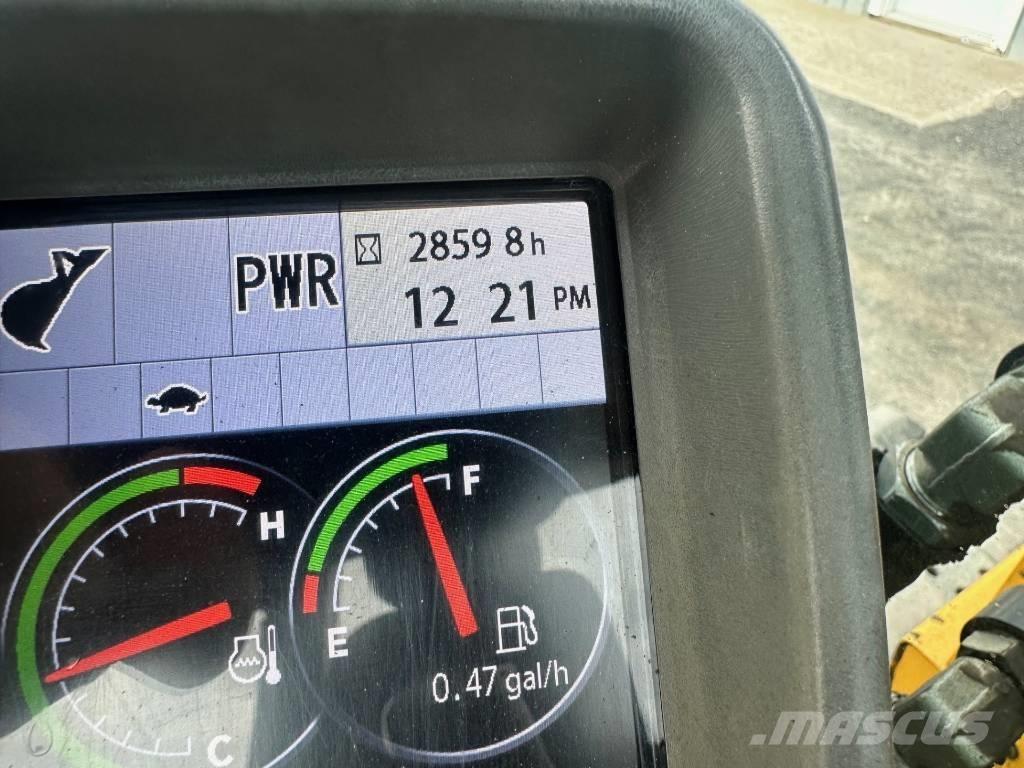 PWR
2859 8h
12 21 PM
H
F
E
0.47 gal/h
C
MASCUS